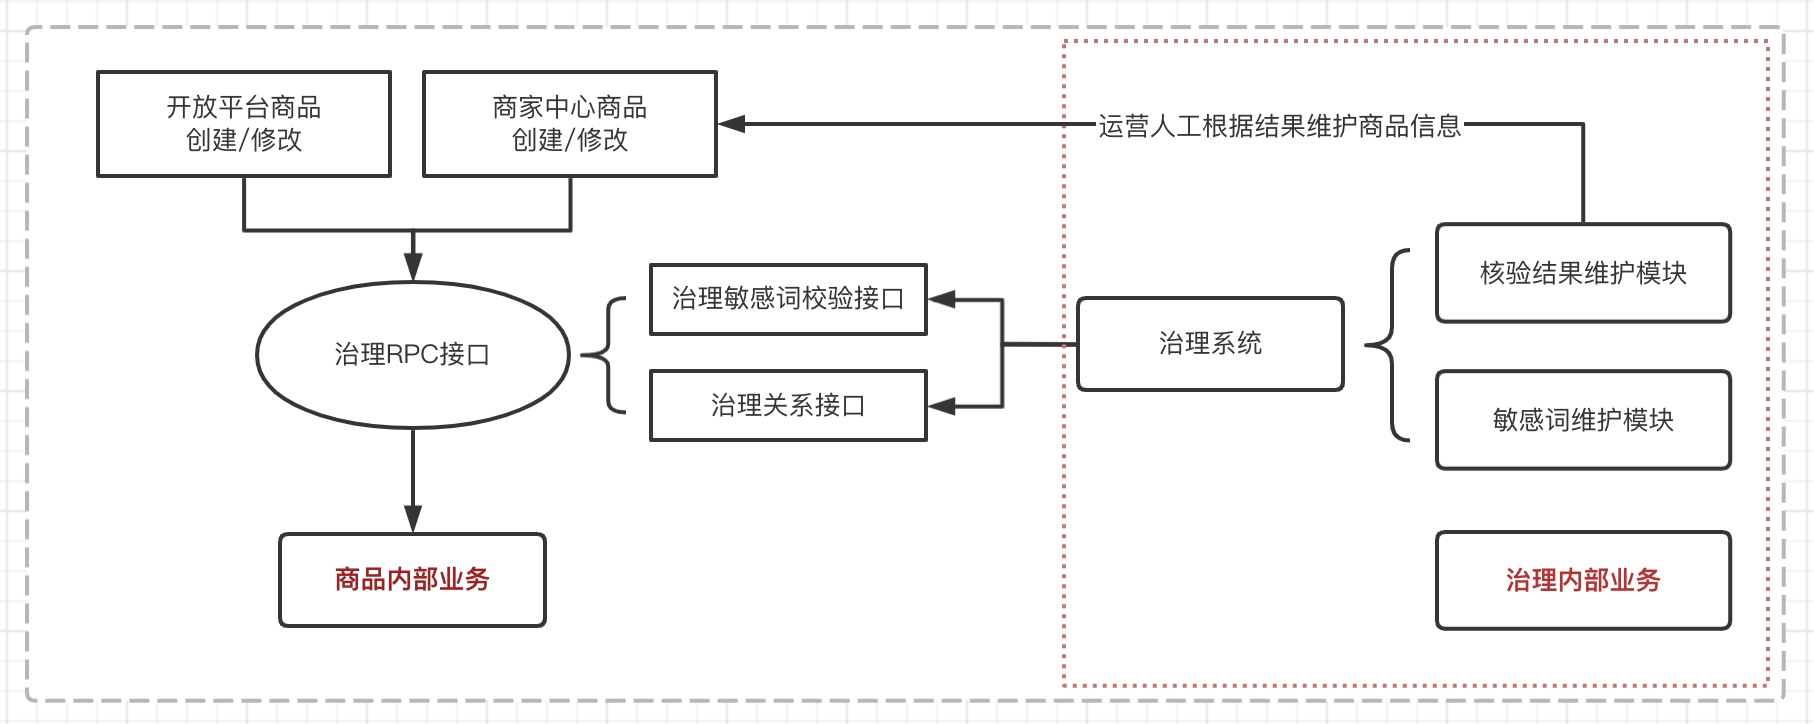 开放平台商品
创建/修改
商家中心商品
创建/修改
运营人工根据结果维护商品信息
治理RPC接口
治理敏感词校验接口
治理关系接口
治理系统
核验结果维护模块
敏感词维护模块
商品内部业务
治理内部业务